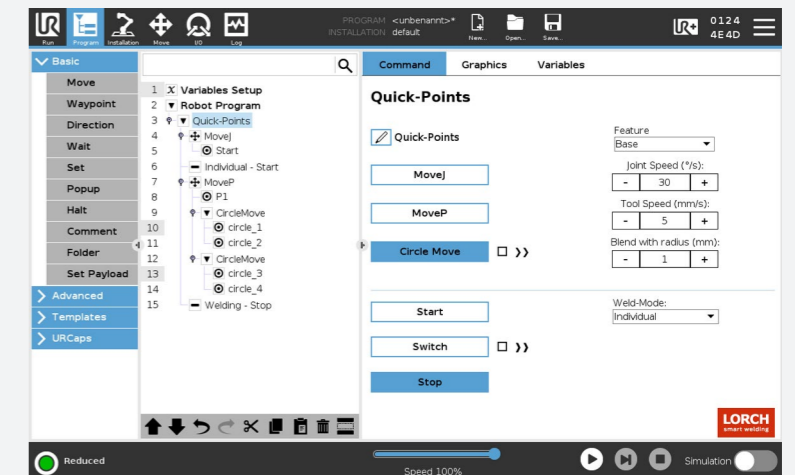 UR
Run
Program
Installation
Move
I/O
Log
PROGRAM <unbenannt>*
INSTALLATION default
New...
Open...
Save...
UR+
0124
4E4D
Basic
Move
Waypoint
Direction
Wait
Set
Popup
Halt
Comment
Folder
Set Payload
Advanced
Templates
URCaps
1 X Variables Setup
2 Robot Program
3 Quick-Points
4 MoveJ
5 Start
6 Individual - Start
7 MoveP
8 P1
9 CircleMove
10 circle_1
11 circle_2
12 CircleMove
13 circle_3
14 circle_4
15 Welding - Stop
Command Graphics Variables
Quick-Points
Quick-Points
MoveJ
MoveP
Circle Move
Start
Switch
Stop
Feature
Base
Joint Speed (°/s):
- 30 +
Tool Speed (mm/s):
- 5 +
Blend with radius (mm):
- 1 +
Weld-Mode:
Individual
LORCH
smart welding
Reduced
Speed 100%
Simulation